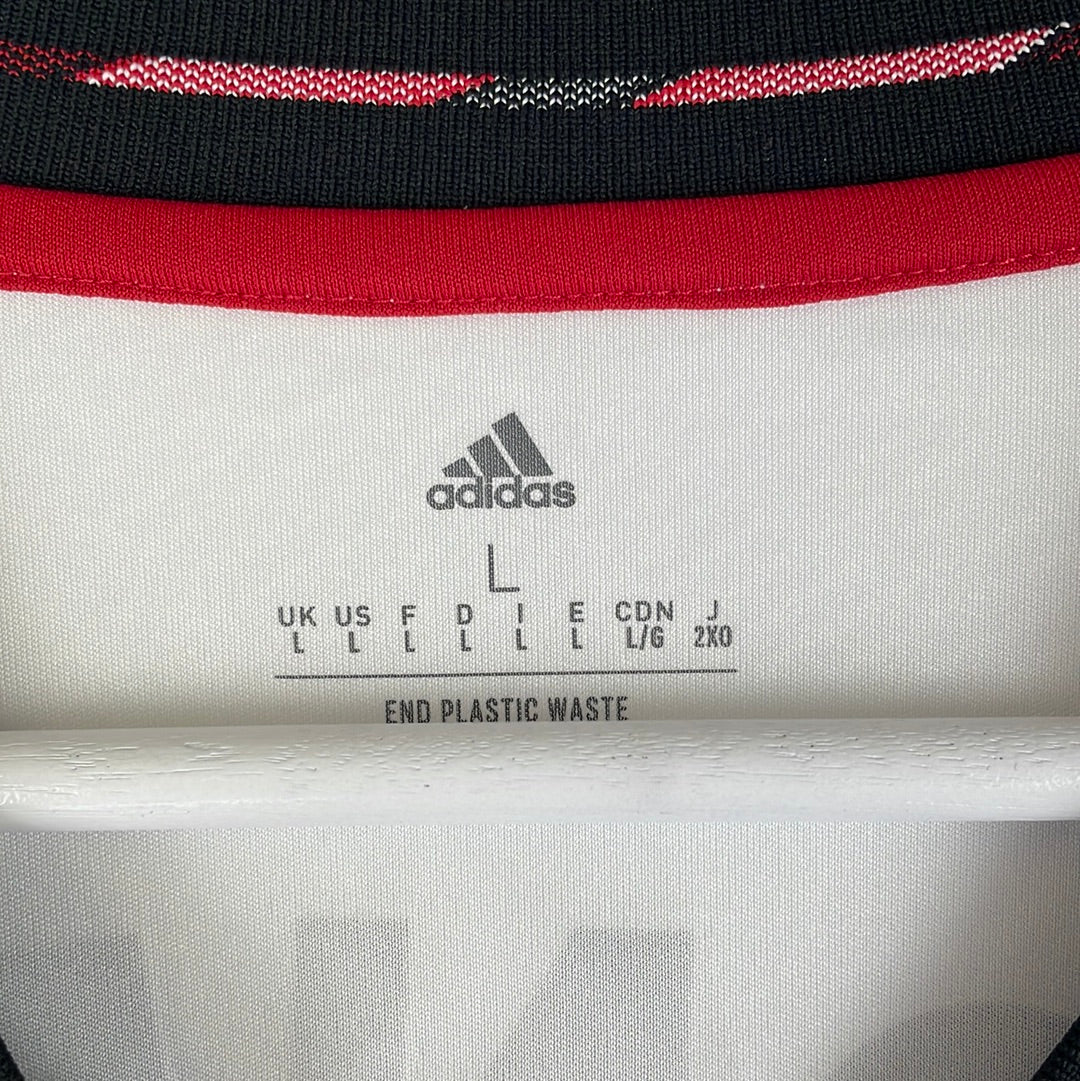 adidas
L
UK US F D I E CDN J
L L L L L L L/G 2XO
END PLASTIC WASTE